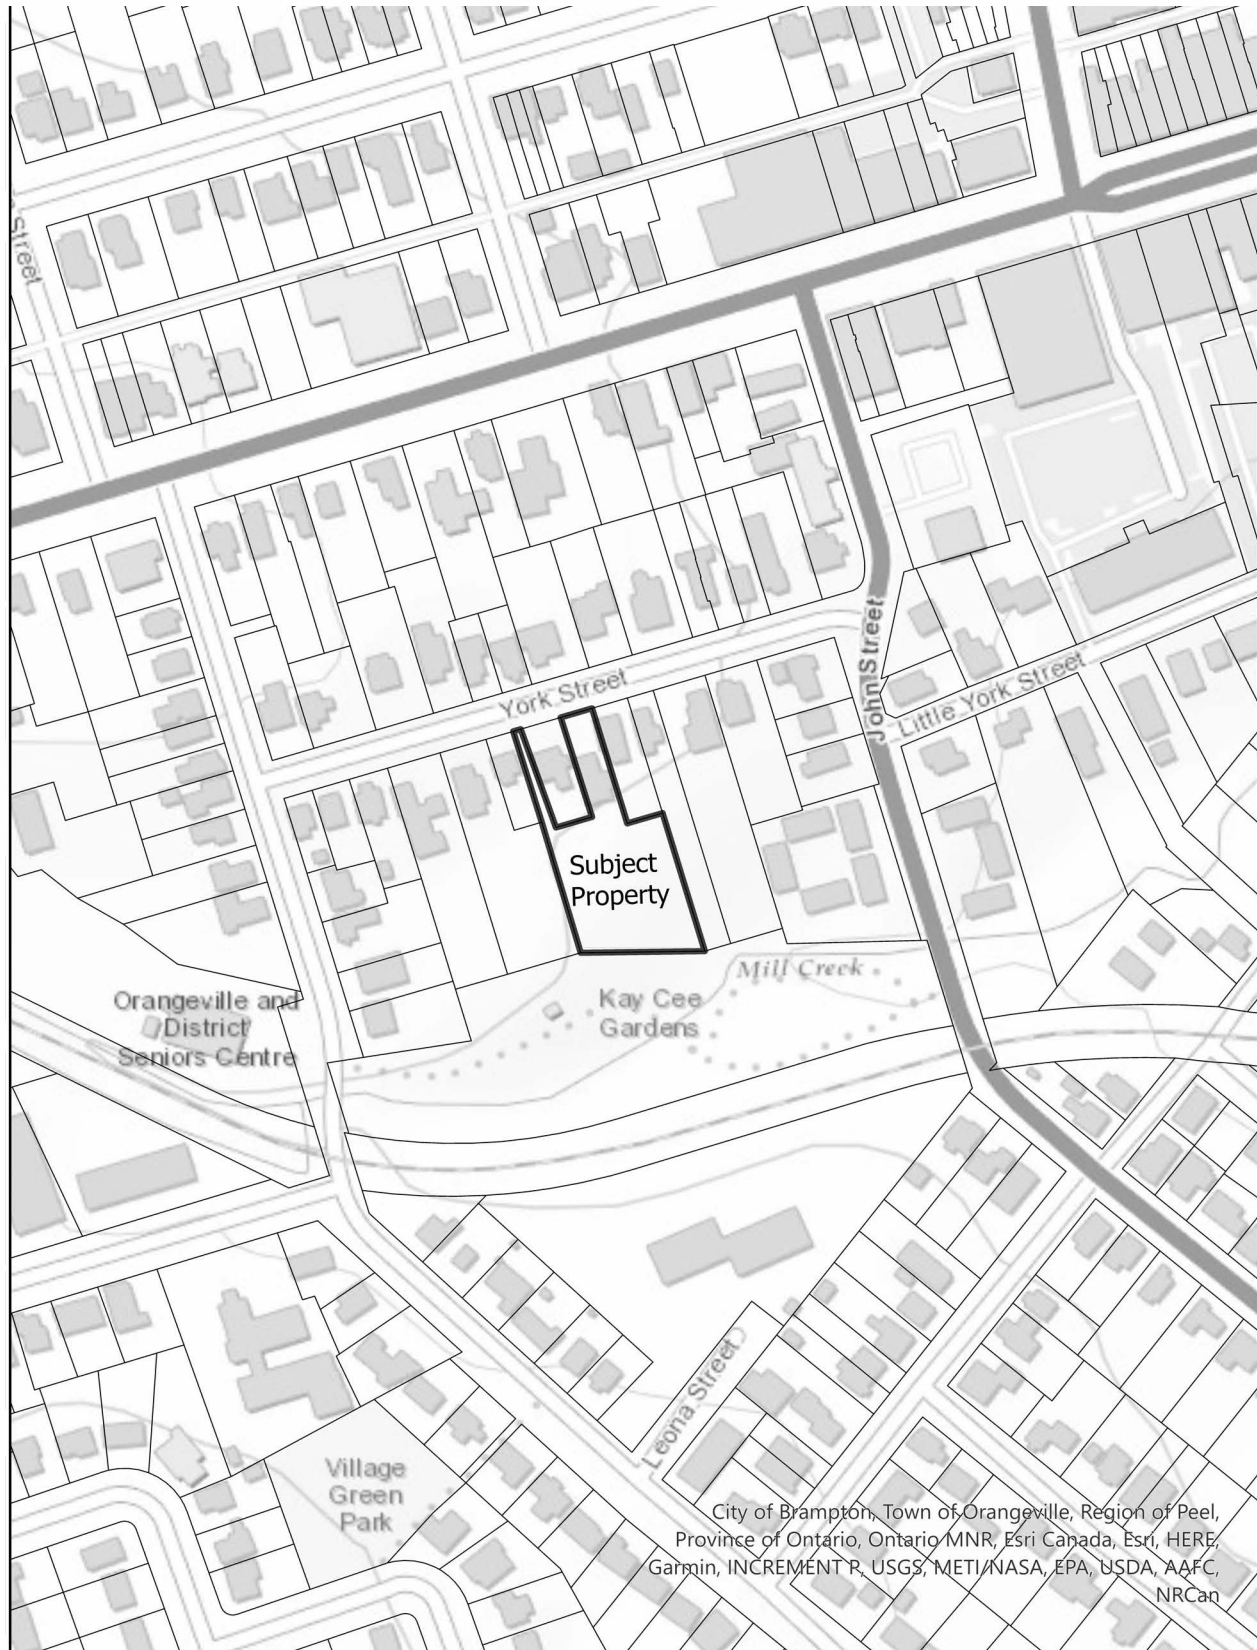 Street
York Street
John Street
Little York Street
Subject
Property
Mill Creek
Orangeville and
District
Seniors Centre
Kay Cee
Gardens
Leona Street
Village
Green
Park
City of Brampton, Town of Orangeville, Region of Peel,
Province of Ontario, Ontario MNR, Esri Canada, Esri, HERE,
Garmin, INCREMENT P, USGS, METI/NASA, EPA, USDA, AAFC,
NRCan